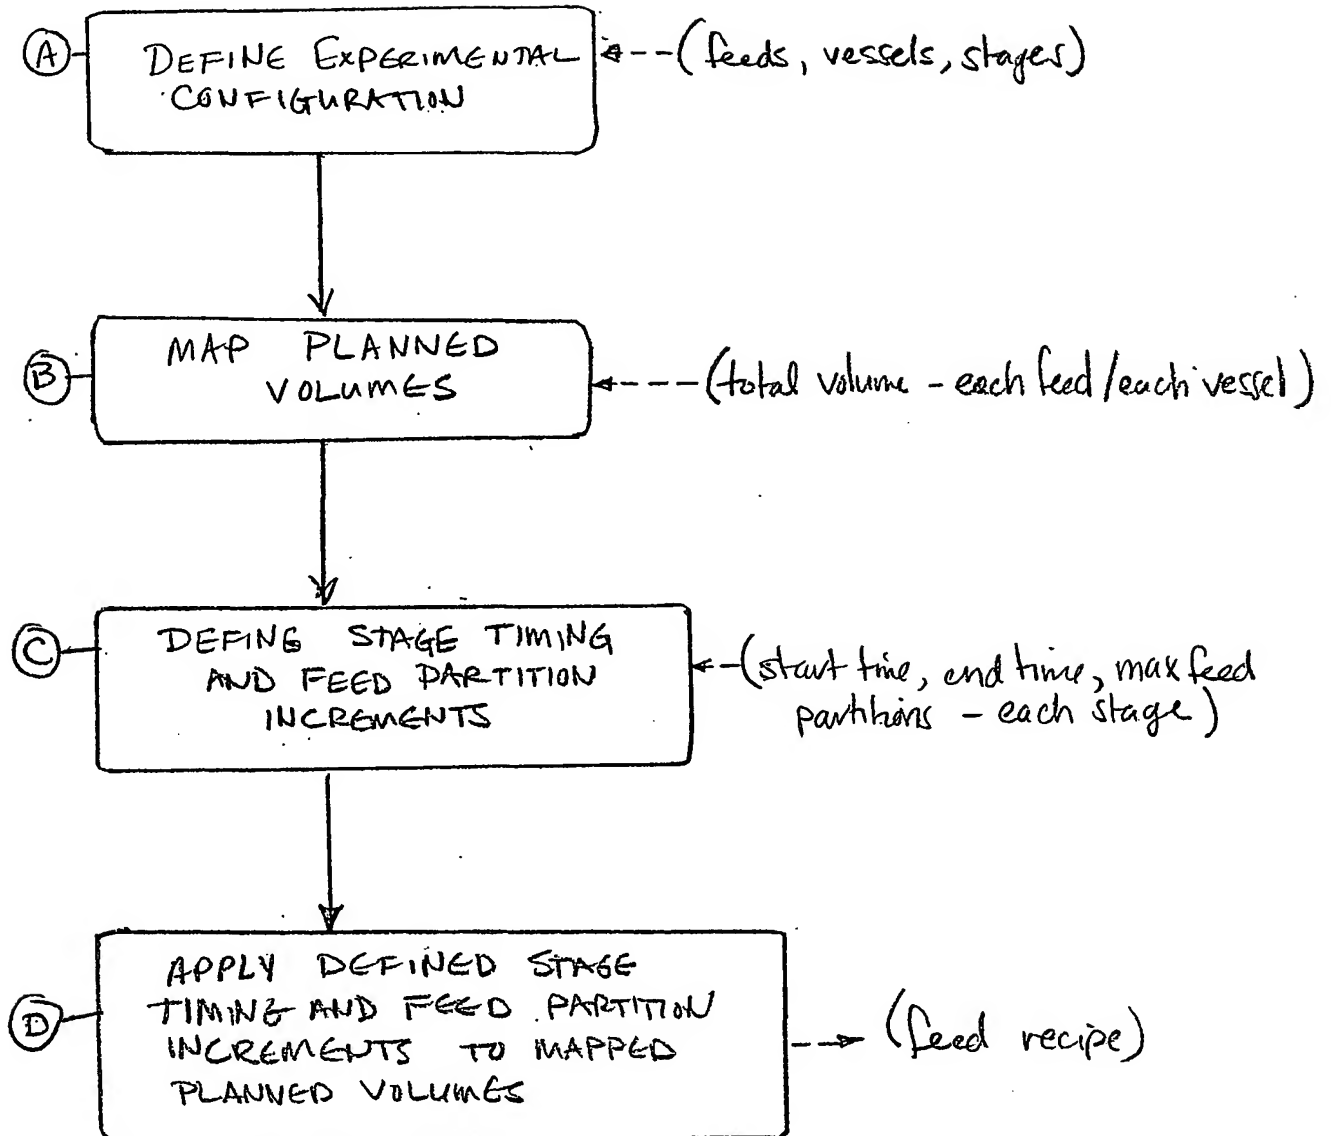 A
DEFINE EXPERIMENTAL
CONFIGURATION
(feeds, vessels, stages)
B
MAP PLANNED
VOLUMES
(total volume - each feed/each vessel)
C
DEFINE STAGE TIMING
AND FEED PARTITION
INCREMENTS
(start time, end time, max feed
partitions - each stage)
D
APPLY DEFINED STAGE
TIMING AND FEED PARTITION
INCREMENTS TO MAPPED
PLANNED VOLUMES
(feed recipe)